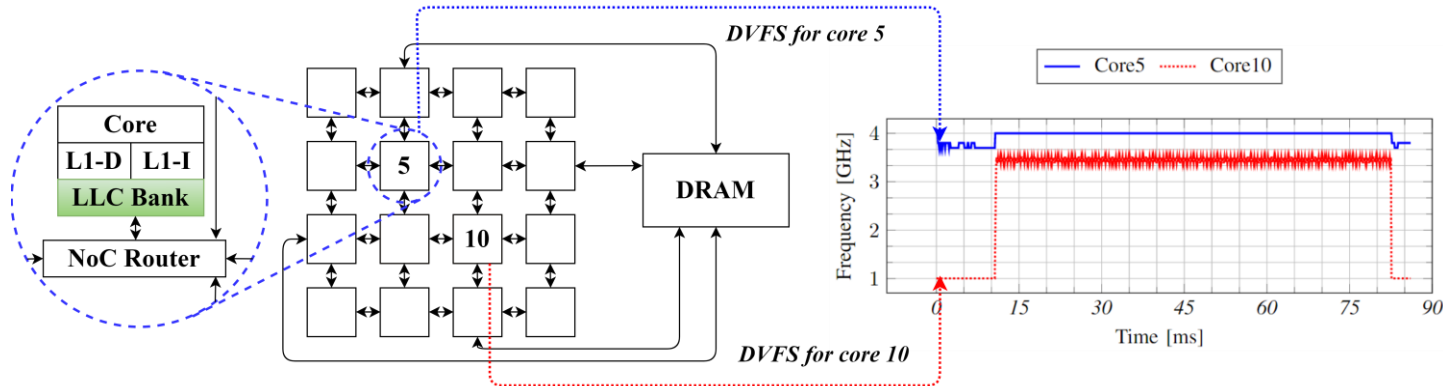 DVFS for core 5
Core
L1-D L1-I
LLC Bank
NoC Router
5
10
DRAM
DVFS for core 10
Core5 Core10
Frequency [GHz]
4
3
4
2
1
0 15 30 45 60 75 90
Time [ms]